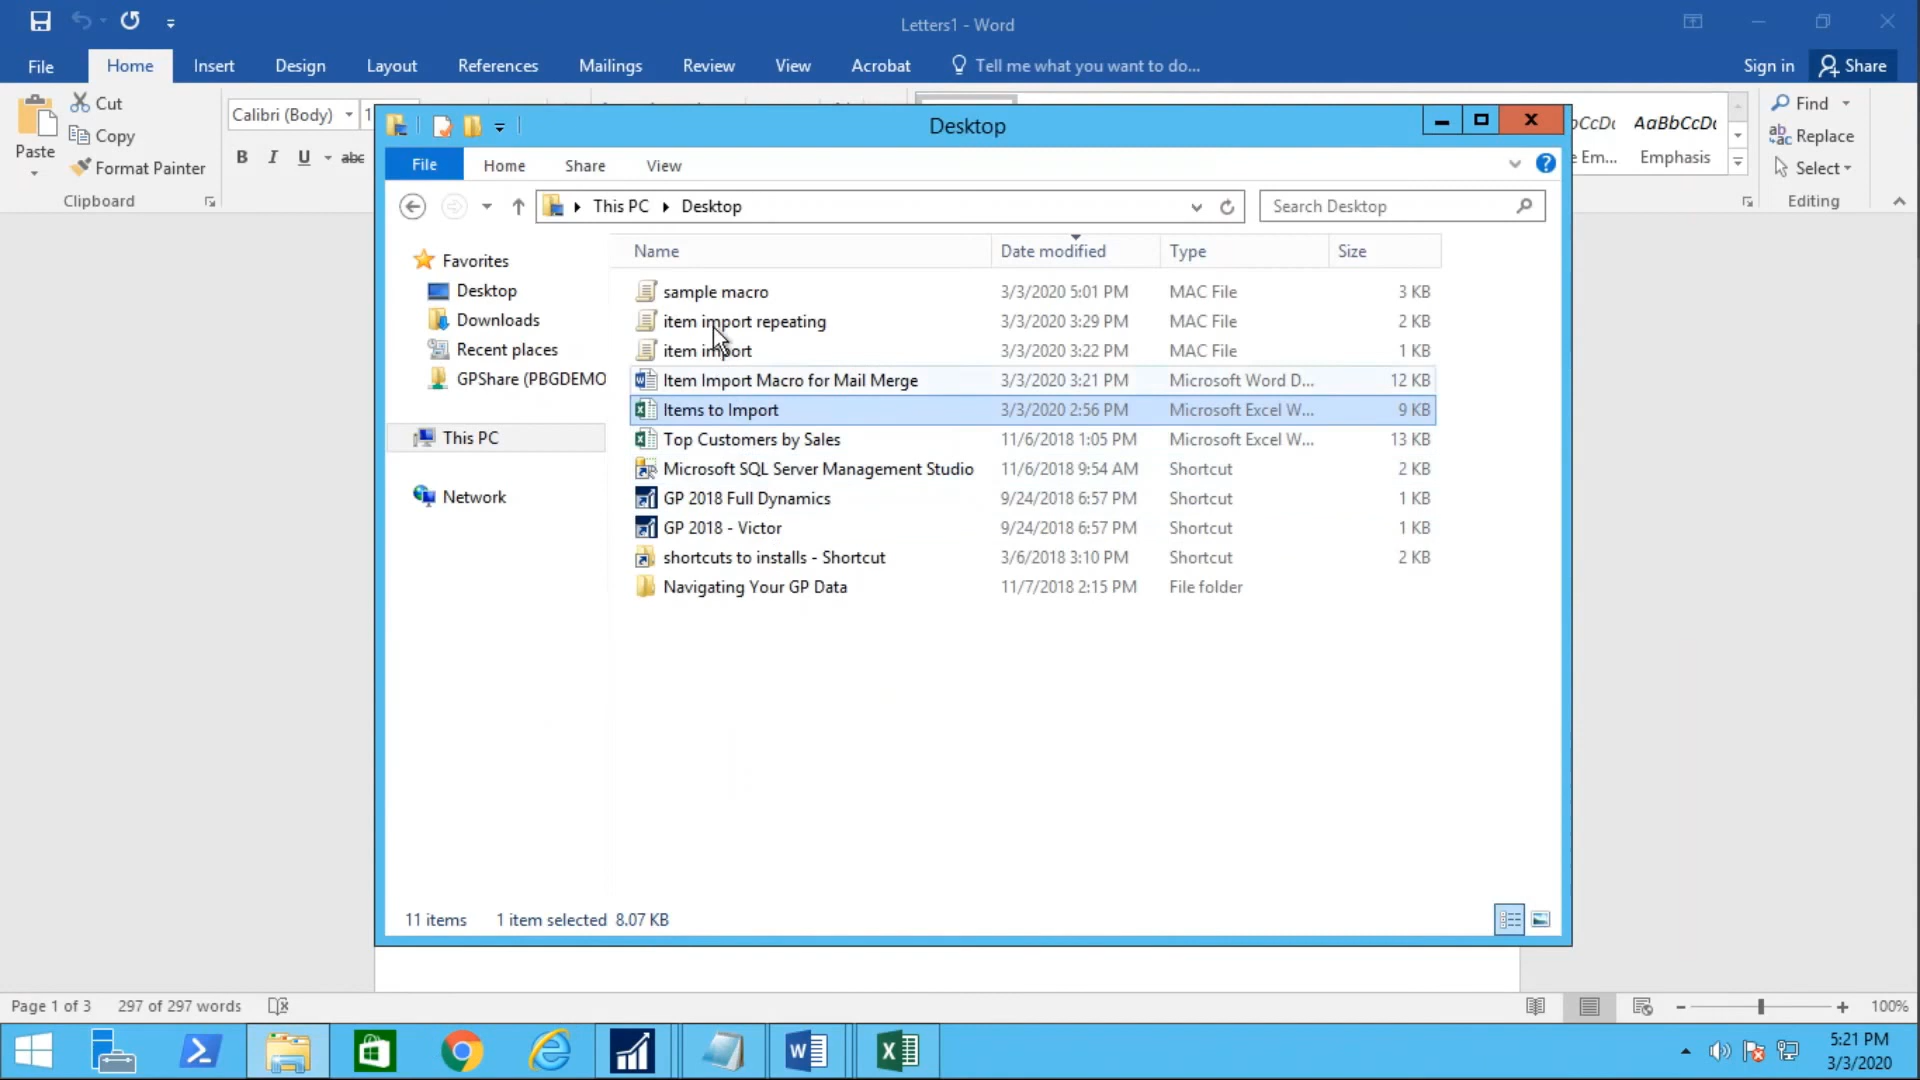 Letters1 - Word
File Home Insert Design Layout References Mailings Review View Acrobat Tell me what you want to do... Sign in Share
Cut
Copy
Format Painter
Paste
Clipboard
Calibri (Body)
B I U abc
Emphasis
AaBbCcD
Find
Replace
Select
Editing
Desktop
File Home Share View
This PC Desktop
Search Desktop
Favorites
Desktop
Downloads
Recent places
GPShare (PBGDEMO
This PC
Network
Name Date modified Type Size
sample macro 3/3/2020 5:01 PM MAC File 3 KB
item import repeating 3/3/2020 3:29 PM MAC File 2 KB
item import 3/3/2020 3:22 PM MAC File 1 KB
Item Import Macro for Mail Merge 3/3/2020 3:21 PM Microsoft Word D... 12 KB
Items to Import 3/3/2020 2:56 PM Microsoft Excel W... 9 KB
Top Customers by Sales 11/6/2018 1:05 PM Microsoft Excel W... 13 KB
Microsoft SQL Server Management Studio 11/6/2018 9:54 AM Shortcut 2 KB
GP 2018 Full Dynamics 9/24/2018 6:57 PM Shortcut 1 KB
GP 2018 - Victor 9/24/2018 6:57 PM Shortcut 1 KB
shortcuts to installs - Shortcut 3/6/2018 3:10 PM Shortcut 2 KB
Navigating Your GP Data 11/7/2018 2:15 PM File folder
11 items 1 item selected 8.07 KB
Page 1 of 3 297 of 297 words 100%
5:21 PM
3/3/2020